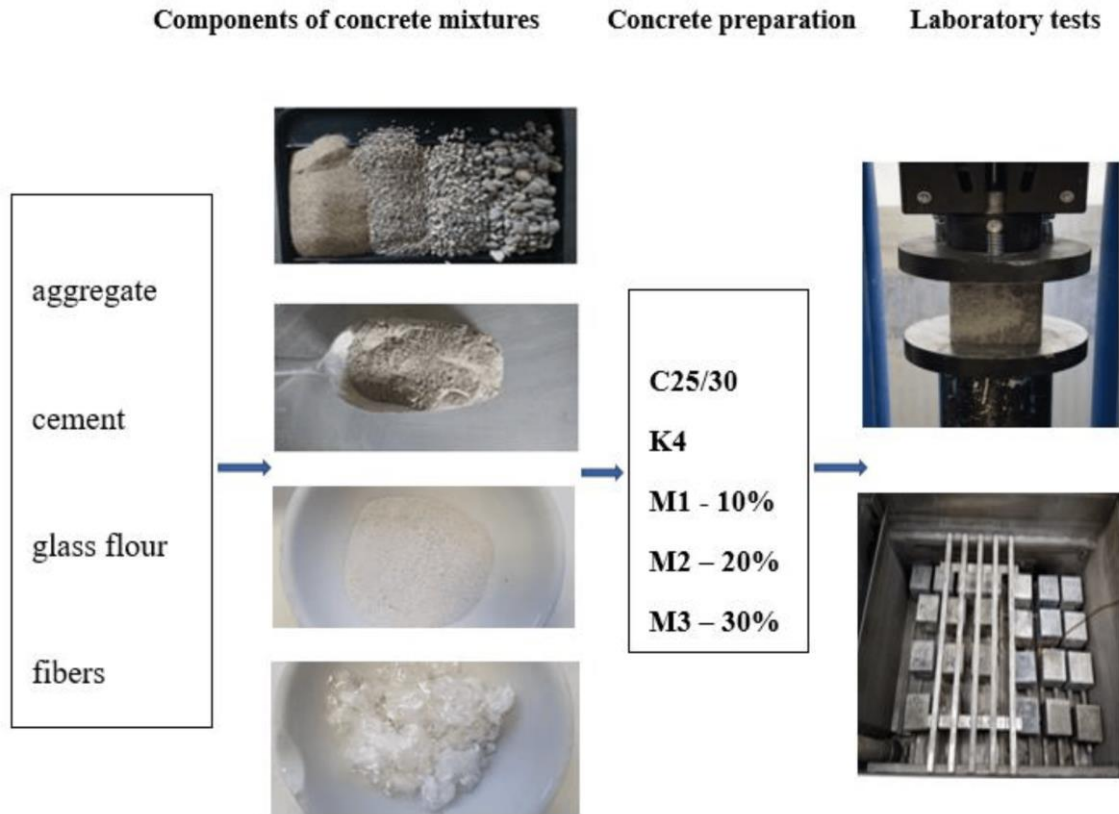 Components of concrete mixtures
Concrete preparation
Laboratory tests
aggregate
cement
glass flour
fibers
C25/30
K4
M1 - 10%
M2 – 20%
M3 – 30%